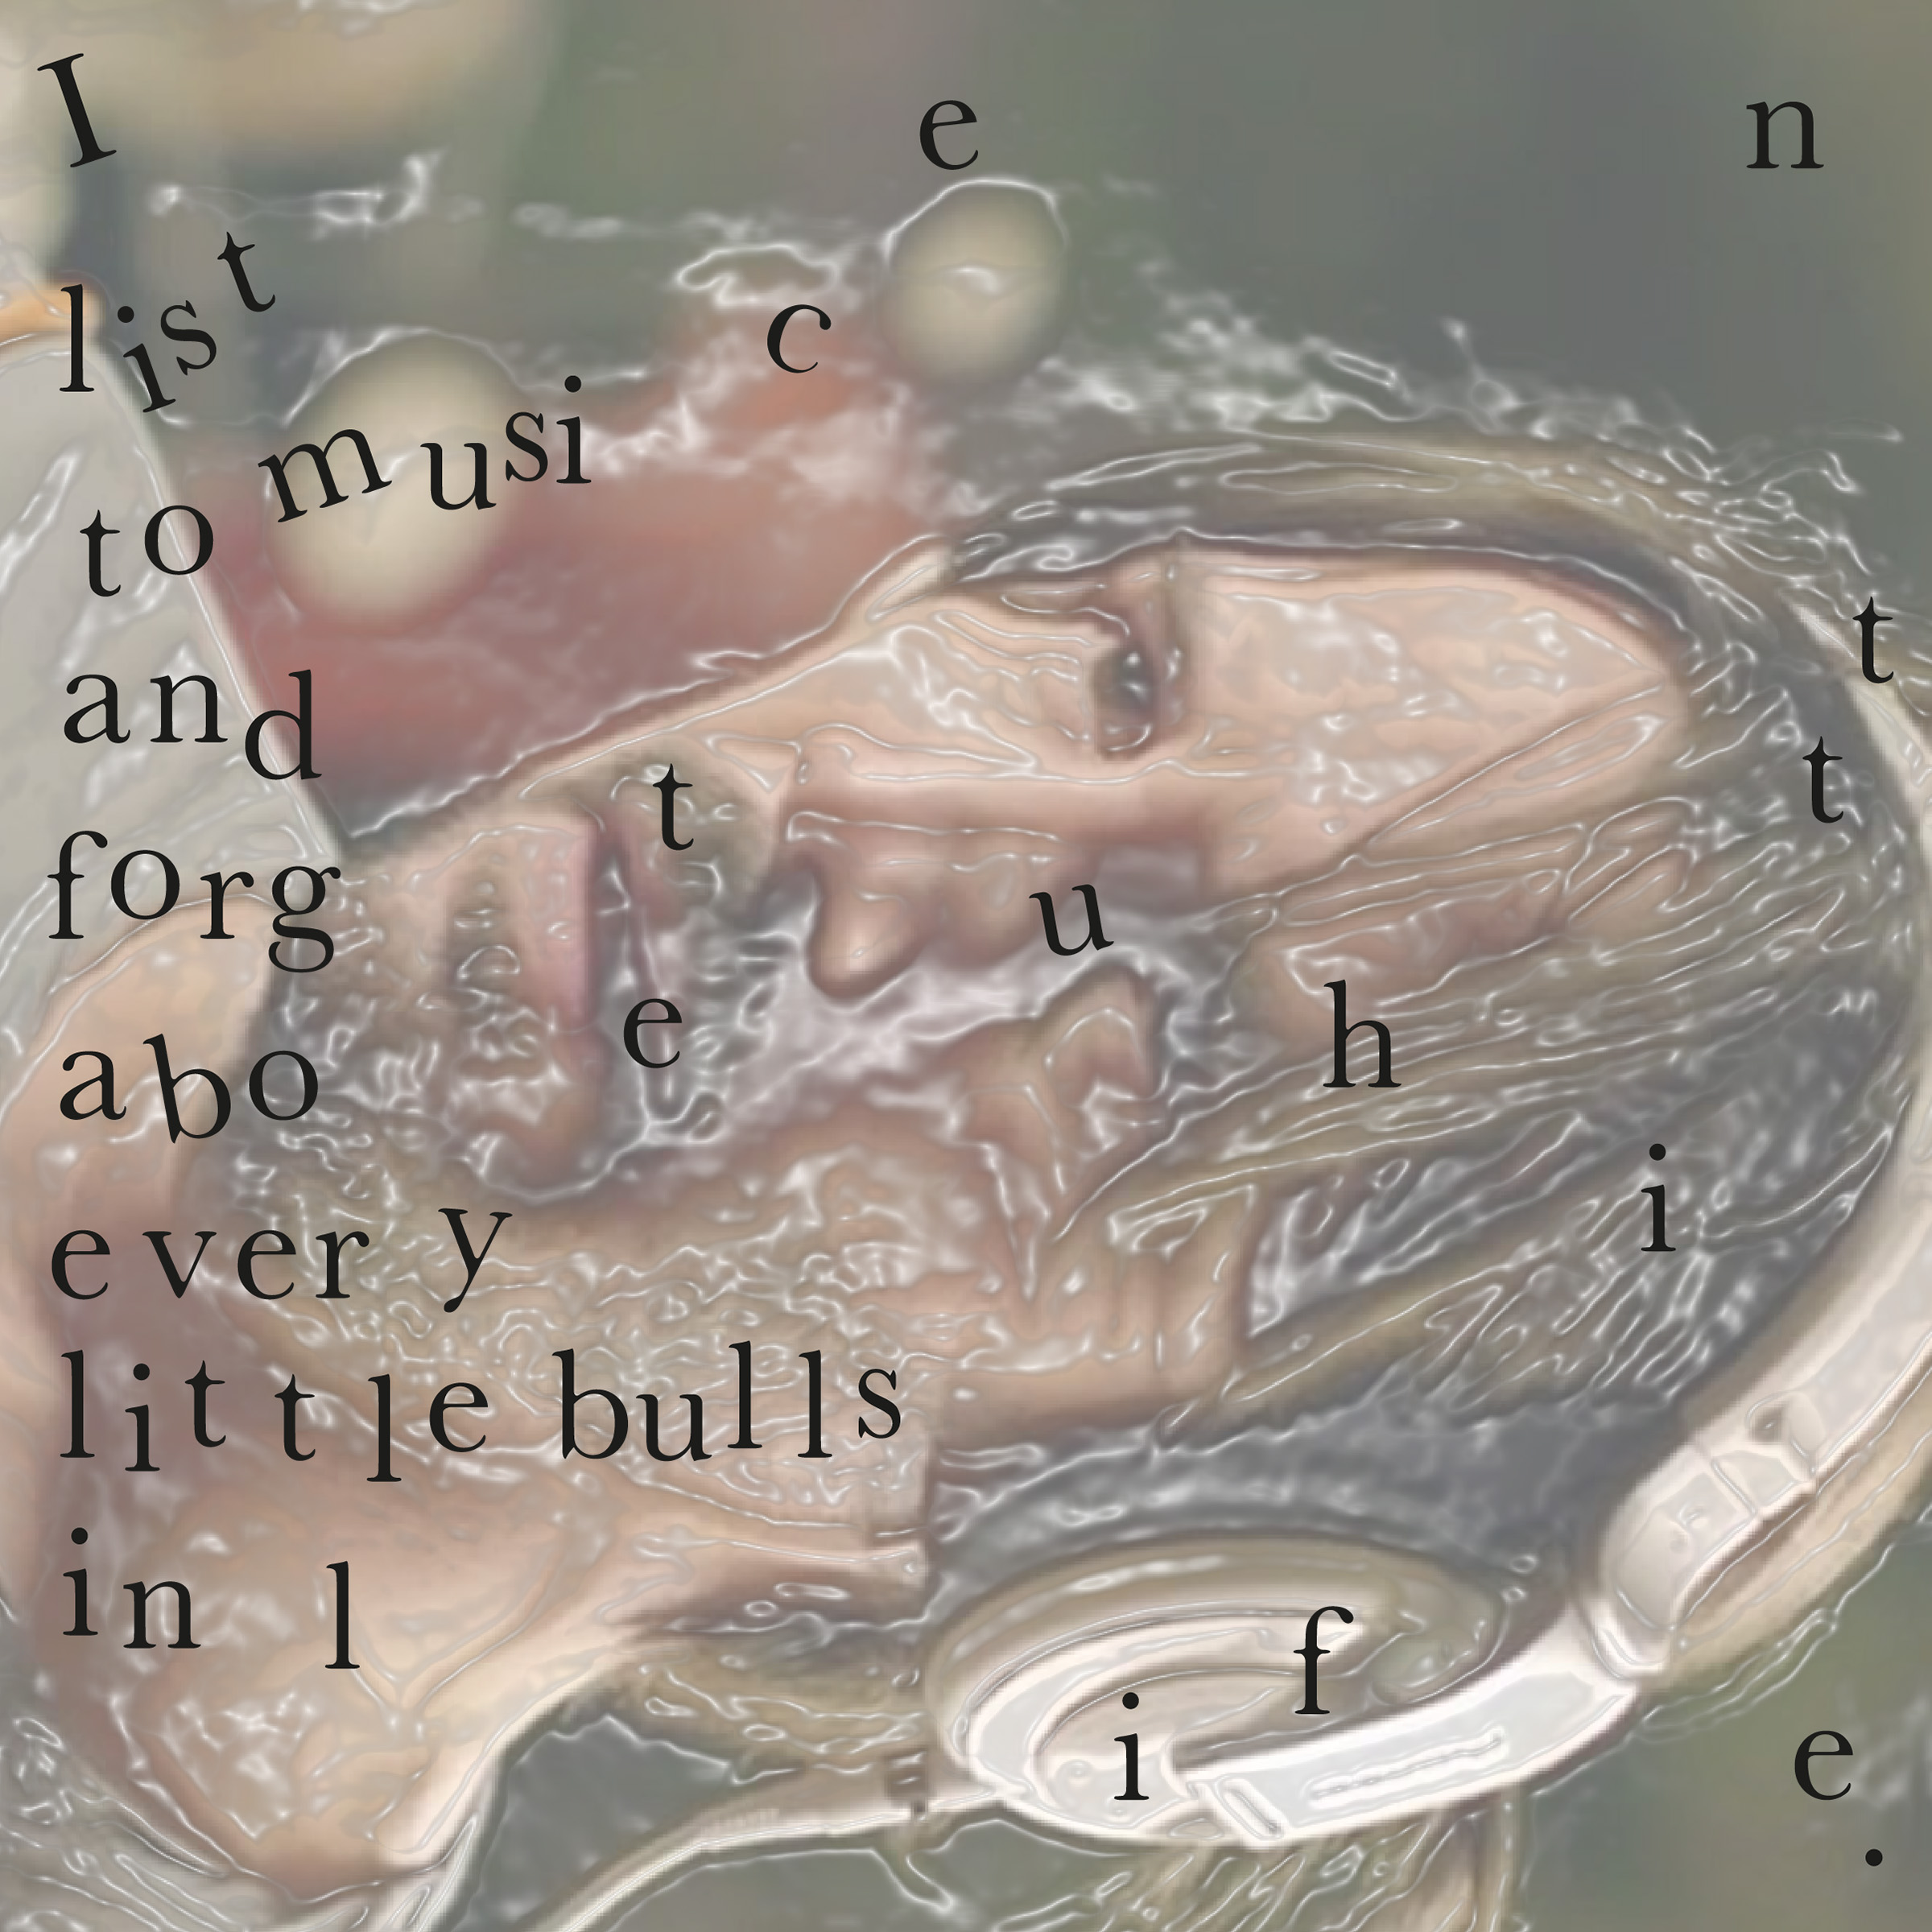 I
listen
to music
and
forget
about
every
little bullshit
in life.